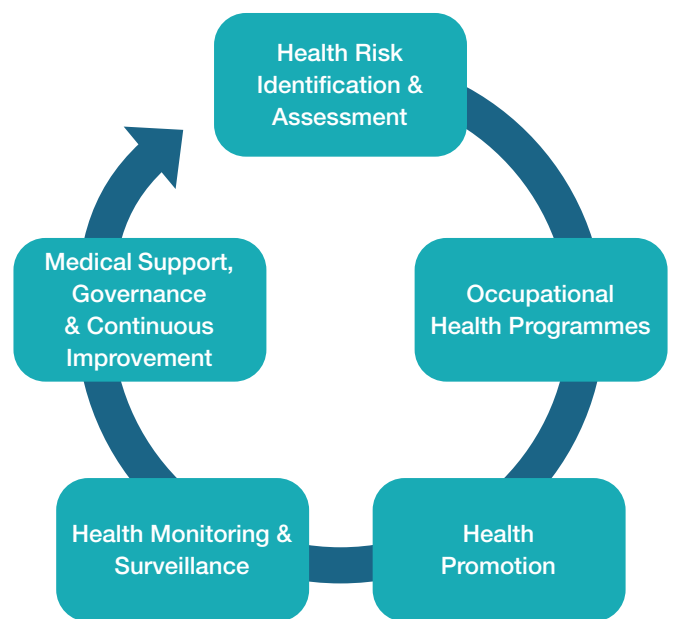 Health Risk
Identification &
Assessment
Occupational
Health Programmes
Health
Promotion
Health Monitoring &
Surveillance
Medical Support,
Governance
& Continuous
Improvement